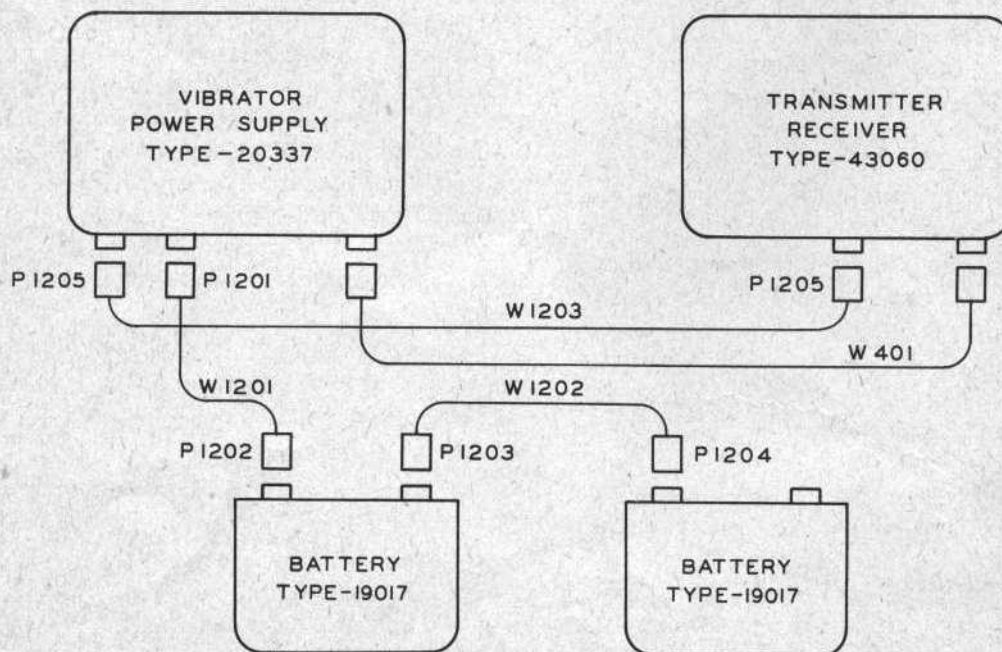 VIBRATOR
POWER SUPPLY
TYPE-20337
TRANSMITTER
RECEIVER
TYPE-43060
P1205
P1201
P1205
W1203
W401
W1201
W1202
P1202
P1203
P1204
BATTERY
TYPE-19017
BATTERY
TYPE-19017